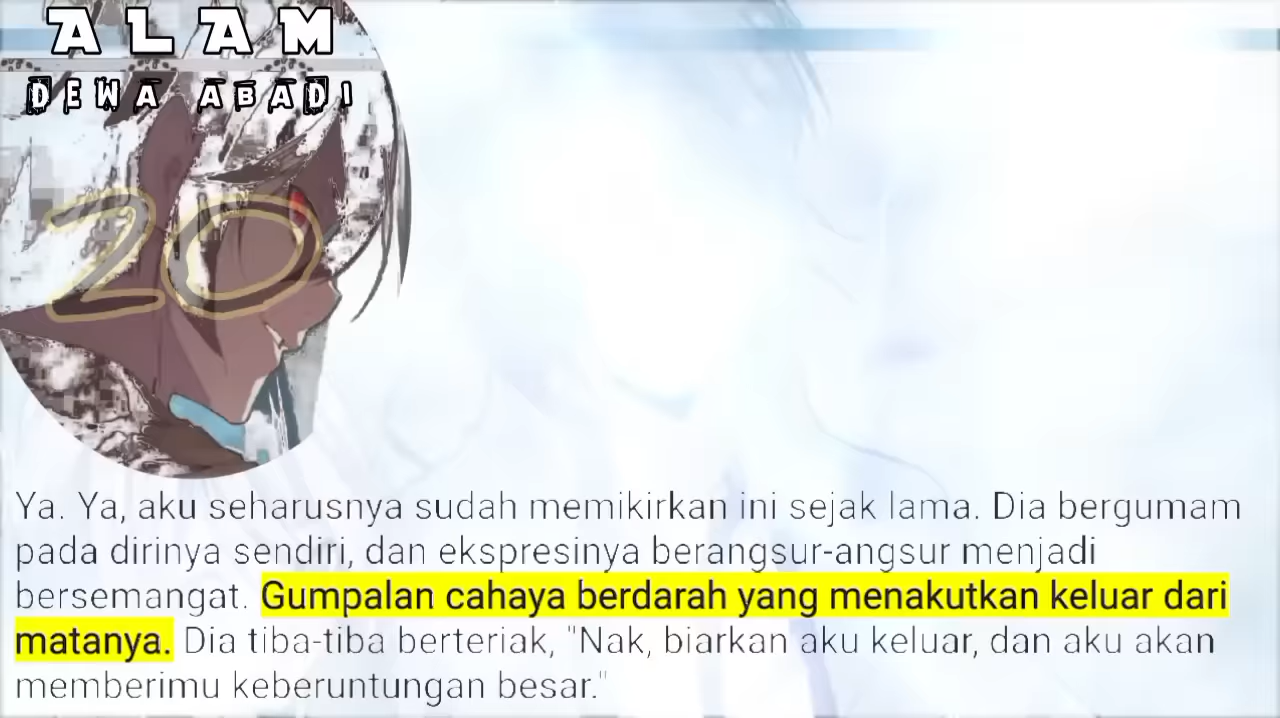 ALAM
DEWA ABADI
20
Ya. Ya, aku seharusnya sudah memikirkan ini sejak lama. Dia bergumam
pada dirinya sendiri, dan ekspresinya berangsur-angsur menjadi
bersemangat. Gumpalan cahaya berdarah yang menakutkan keluar dari
matanya. Dia tiba-tiba berteriak, "Nak, biarkan aku keluar, dan aku akan
memberimu keberuntungan besar."